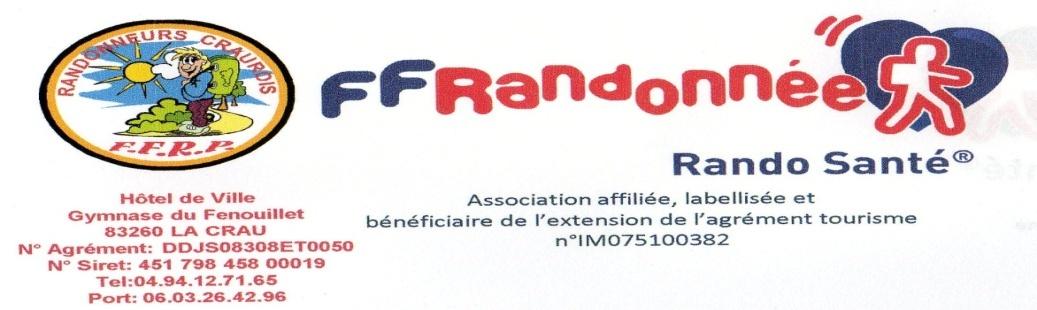 RANDONNEURS CRAUROIS
F.F.R.P.
FFRandonnée
Rando Santé®
Hôtel de Ville
Gymnase du Fenouillet
83260 LA CRAU
N° Agrément: DDJS08308ET0050
N° Siret: 451 798 458 00019
Tel:04.94.12.71.65
Port: 06.03.26.42.96
Association affiliée, labellisée et
bénéficiaire de l'extension de l'agrément tourisme
n°IM075100382